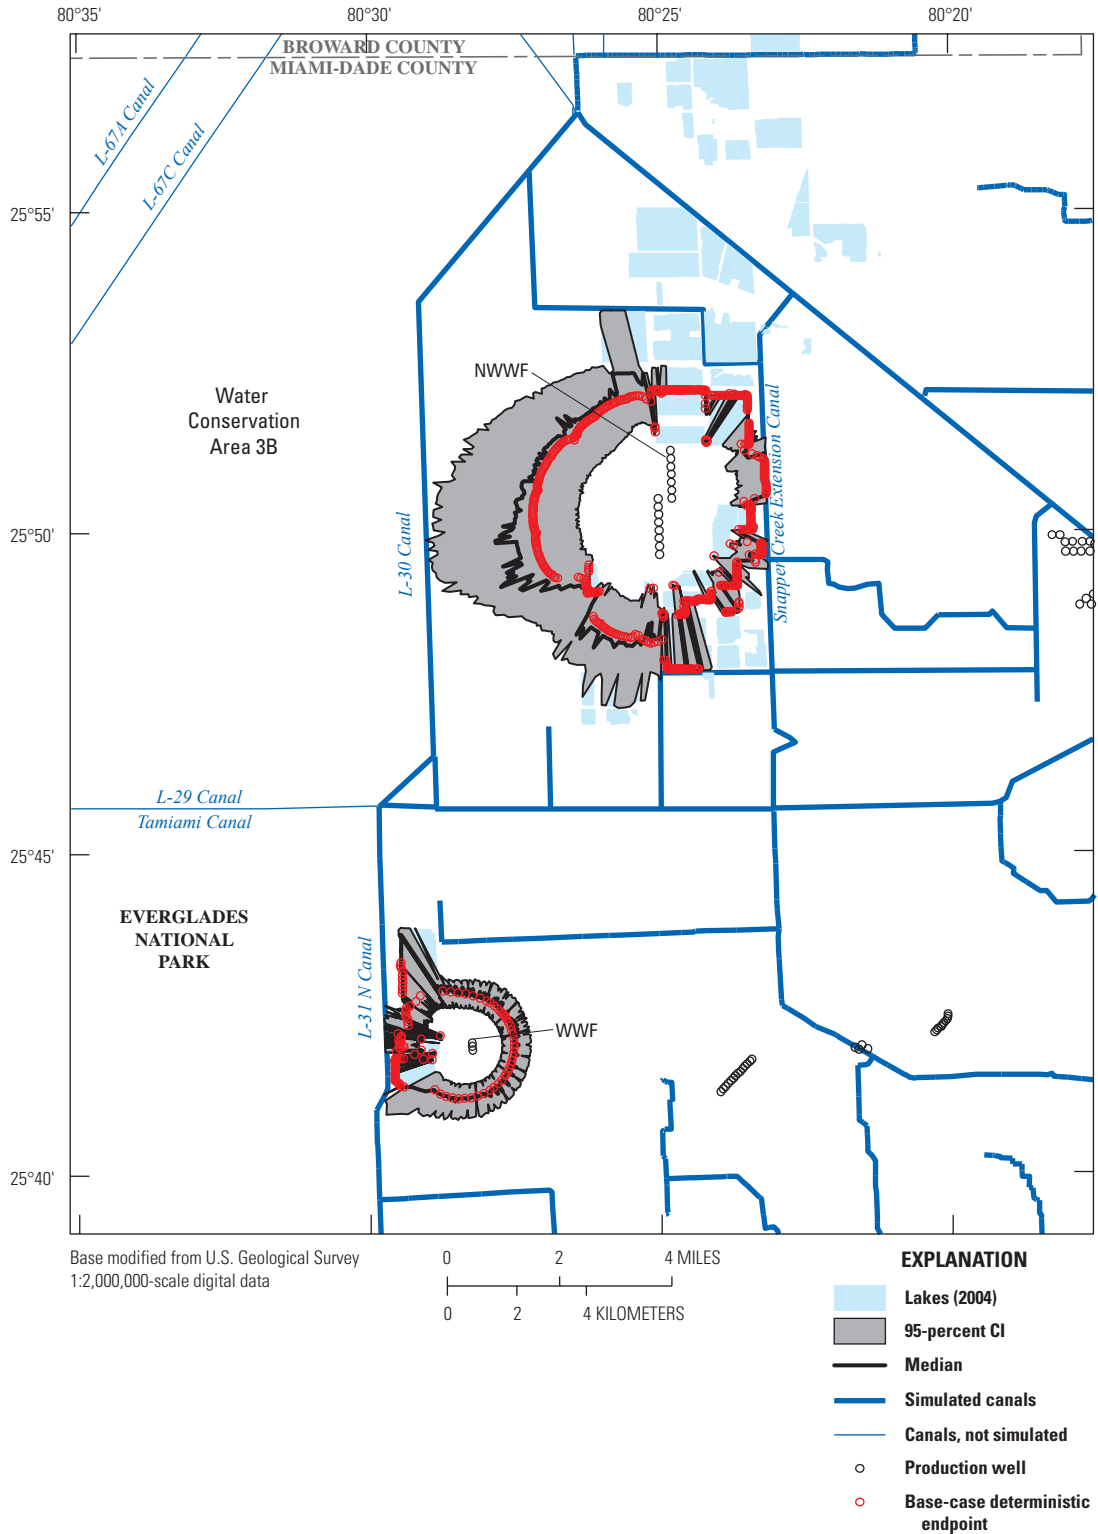 80°35'
80°30'
80°25'
80°20'
BROWARD COUNTY
MIAMI-DADE COUNTY
L-67A Canal
L-67C Canal
25°55'
NWWF
Water
Conservation
Area 3B
Snapper Creek Extension Canal
25°50'
L-30 Canal
L-29 Canal
Tamiami Canal
25°45'
EVERGLADES
NATIONAL
PARK
L-31 N Canal
WWF
25°40'
Base modified from U.S. Geological Survey
1:2,000,000-scale digital data
0 2 4 MILES
0 2 4 KILOMETERS
EXPLANATION
Lakes (2004)
95-percent CI
Median
Simulated canals
Canals, not simulated
Production well
Base-case deterministic
endpoint